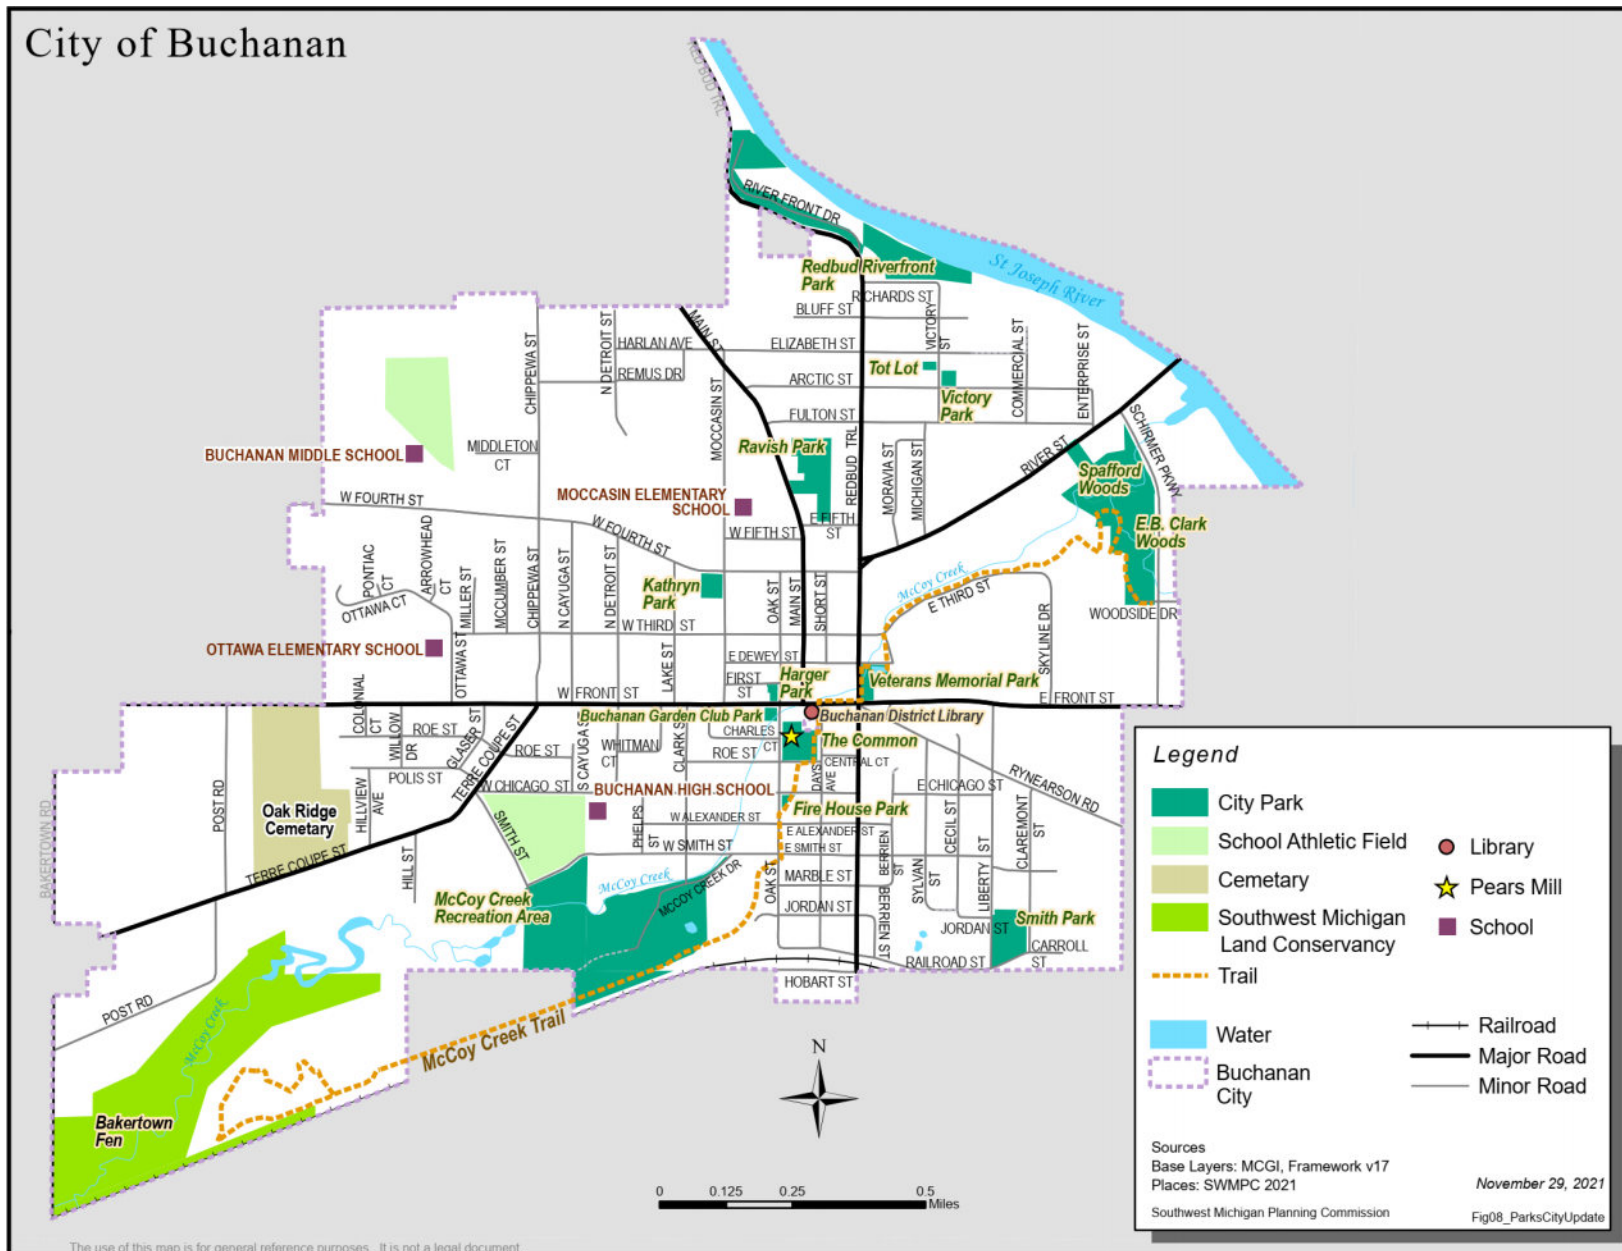 City of Buchanan
RED BUD TRL
RIVER FRONT DR
St Joseph River
Redbud Riverfront
Park
RICHARDS ST
BLUFF ST
VICTORY
ST
MAIN ST
N DETROIT ST
HARLAN AVE
REMUS DR
CHIPPEWA ST
ELIZABETH ST
Tot Lot
ARCTIC ST
Victory
Park
COMMERCIAL ST
ENTERPRISE ST
FULTON ST
MOCCASIN ST
SCHIRMER PKWY
BUCHANAN MIDDLE SCHOOL
MIDDLETON
CT
Ravish Park
REDBUD TRL
MORAVIA ST
MICHIGAN ST
RIVER ST
Spafford
Woods
W FOURTH ST
MOCCASIN ELEMENTARY
SCHOOL
E FIFTH
ST
W FIFTH ST
W FOURTH ST
E.B. Clark
Woods
PONTIAC
CT
ARROWHEAD
CT
OTTAWA CT
MILLER ST
MCCUMBER ST
CHIPPEWA ST
N CAYUGA ST
N DETROIT ST
Kathryn
Park
OAK ST
MAIN ST
SHORT ST
McCoy Creek
E THIRD ST
SKYLINE DR
WOODSIDE DR
W THIRD ST
OTTAWA ELEMENTARY SCHOOL
OTTAWA ST
LAKE ST
E DEWEY ST
FIRST
ST
Harger
Park
Veterans Memorial Park
W FRONT ST
E FRONT ST
COLONIAL
CT
WILLOW
DR
ROE ST
GLASER ST
TERRE COUPE ST
ROE ST
S CAYUGA ST
WHITMAN
CT
CLARK ST
Buchanan Garden Club Park
CHARLES
CT
Buchanan District Library
The Common
ROE ST
DAYS
AVE
CENTRAL CT
POLIS ST
W CHICAGO ST
E CHICAGO ST
RYNEARSON RD
BAKERTOWN RD
POST RD
Oak Ridge
Cemetery
HILLVIEW
AVE
BUCHANAN HIGH SCHOOL
Fire House Park
SMITH ST
PHELPS
ST
W ALEXANDER ST
E ALEXANDER ST
W SMITH ST
E SMITH ST
CECIL ST
CLAREMONT
ST
TERRE COUPE ST
HILL ST
McCoy Creek
MCCOY CREEK DR
OAK ST
MARBLE ST
BERRIEN
ST
SYLVAN
ST
LIBERTY ST
McCoy Creek
Recreation Area
JORDAN ST
BERRIEN ST
JORDAN ST
Smith Park
CARROLL
ST
RAILROAD ST
HOBART ST
POST RD
McCoy Creek
McCoy Creek Trail
Bakertown
Fen
N
0 0.125 0.25 0.5
Miles
Legend
City Park
School Athletic Field
Cemetary
Southwest Michigan
Land Conservancy
Trail
Water
Buchanan
City
Library
Pears Mill
School
Railroad
Major Road
Minor Road
Sources
Base Layers: MCGI, Framework v17
Places: SWMPC 2021
November 29, 2021
Southwest Michigan Planning Commission
Fig08_ParksCityUpdate
The use of this map is for general reference purposes. It is not a legal document